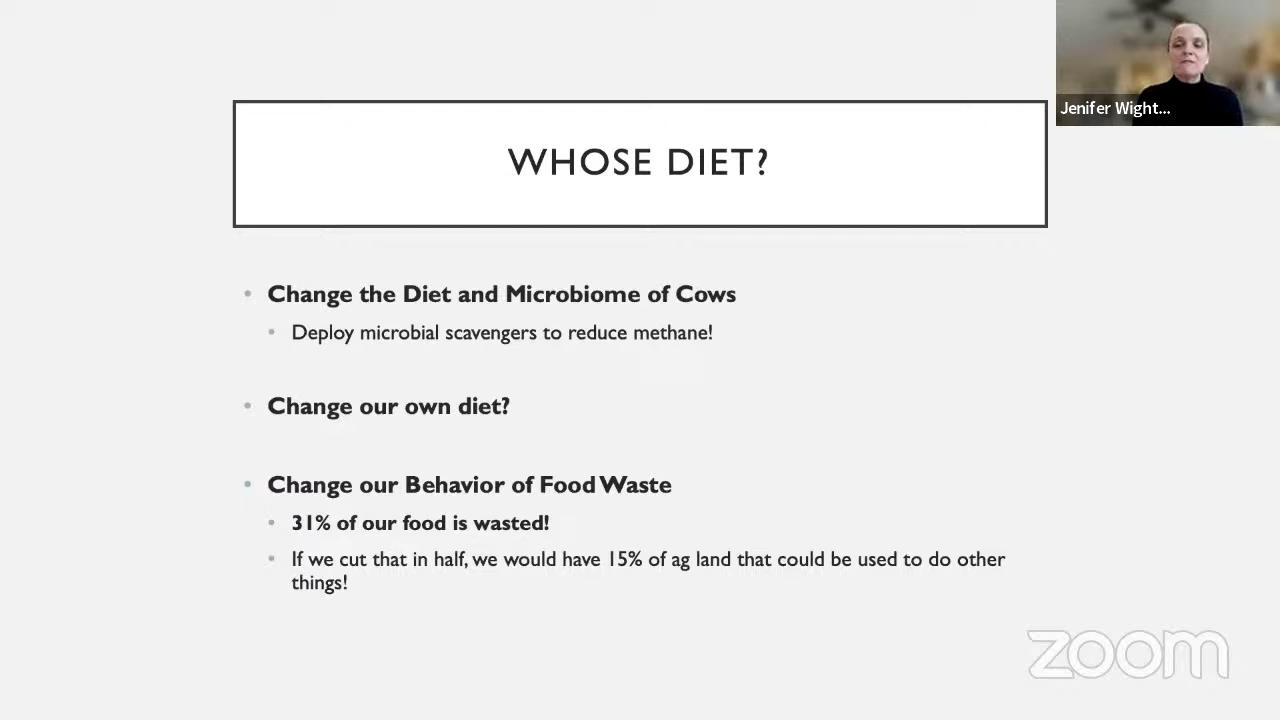 Jenifer Wight...
WHOSE DIET?
• Change the Diet and Microbiome of Cows
• Deploy microbial scavengers to reduce methane!
• Change our own diet?
• Change our Behavior of Food Waste
• 31% of our food is wasted!
• If we cut that in half, we would have 15% of ag land that could be used to do other
things!
zoom